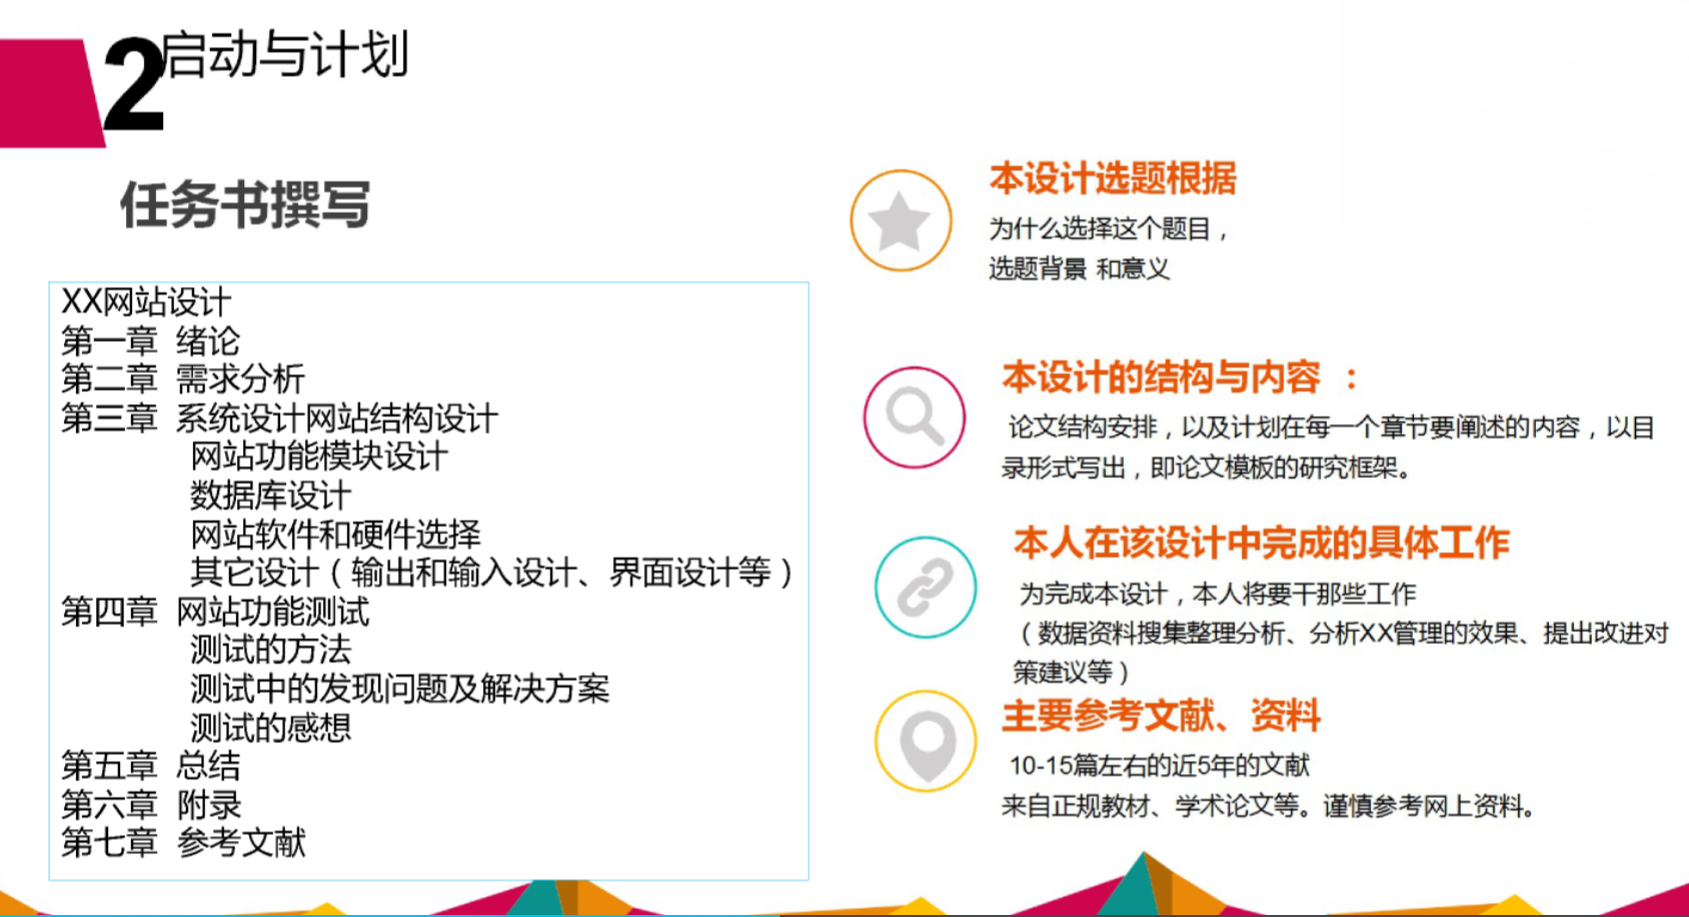 2
启动与计划
任务书撰写
XX网站设计
第一章 绪论
第二章 需求分析
第三章 系统设计网站结构设计
网站功能模块设计
数据库设计
网站软件和硬件选择
其它设计（输出和输入设计、界面设计等）
第四章 网站功能测试
测试的方法
测试中的发现问题及解决方案
测试的感想
第五章 总结
第六章 附录
第七章 参考文献
本设计选题根据
为什么选择这个题目，
选题背景 和意义
本设计的结构与内容 ：
论文结构安排，以及计划在每一个章节要阐述的内容，以目
录形式写出，即论文模板的研究框架。
本人在该设计中完成的具体工作
为完成本设计，本人将要干那些工作
（数据资料搜集整理分析、分析XX管理的效果、提出改进对
策建议等）
主要参考文献、资料
10-15篇左右的近5年的文献
来自正规教材、学术论文等。谨慎参考网上资料。